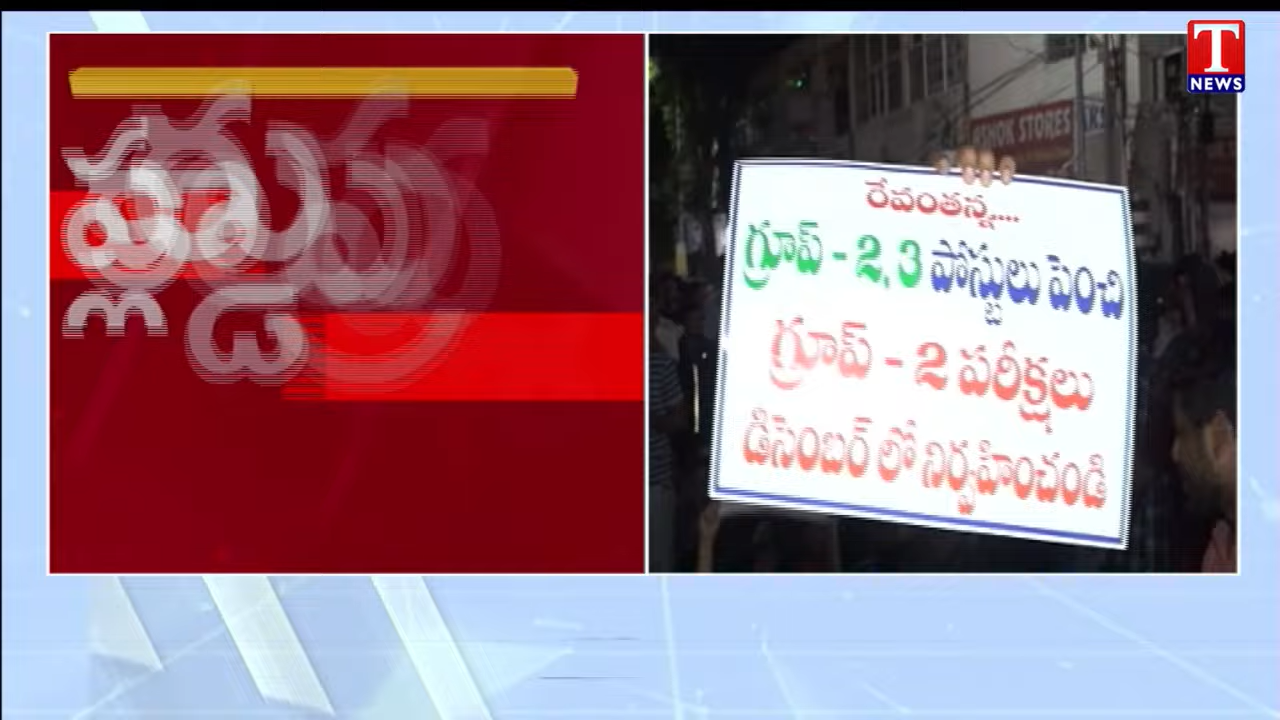 T
NEWS
ASHOK STORES
రేవంతన్న....
గ్రూప్ - 2, 3 పోస్టులు పెంచి
గ్రూప్ - 2 పరీక్షలు
డిసెంబర్ లో నిర్వహించండి